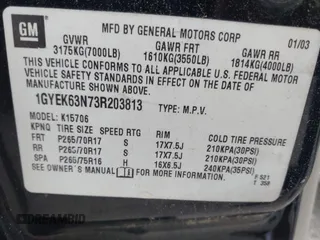 GM
MFD BY GENERAL MOTORS CORP 01/03
GVWR GAWR FRT GAWR RR
3175KG(7000LB) 1610KG(3550LB) 1814KG(4000LB)
THIS VEHICLE CONFORMS TO ALL APPLICABLE U.S. FEDERAL MOTOR
VEHICLE SAFETY STANDARDS IN EFFECT ON THE DATE OF
MANUFACTURE SHOWN ABOVE.
1GYEK63N73R203813 TYPE: M.P.V.
MODEL: K15706
KPNQ TIRE SIZE SPEED RTG RIM COLD TIRE PRESSURE
FRT P265/70R17 S 17X7.5J 210KPA(30PSI)
RR P265/70R17 S 17X7.5J 210KPA(30PSI)
SPA P265/75R16 H 16X6.5J 240KPA(35PSI)
SEE OWNER'S MANUAL FOR ADDITIONAL INFORMATION